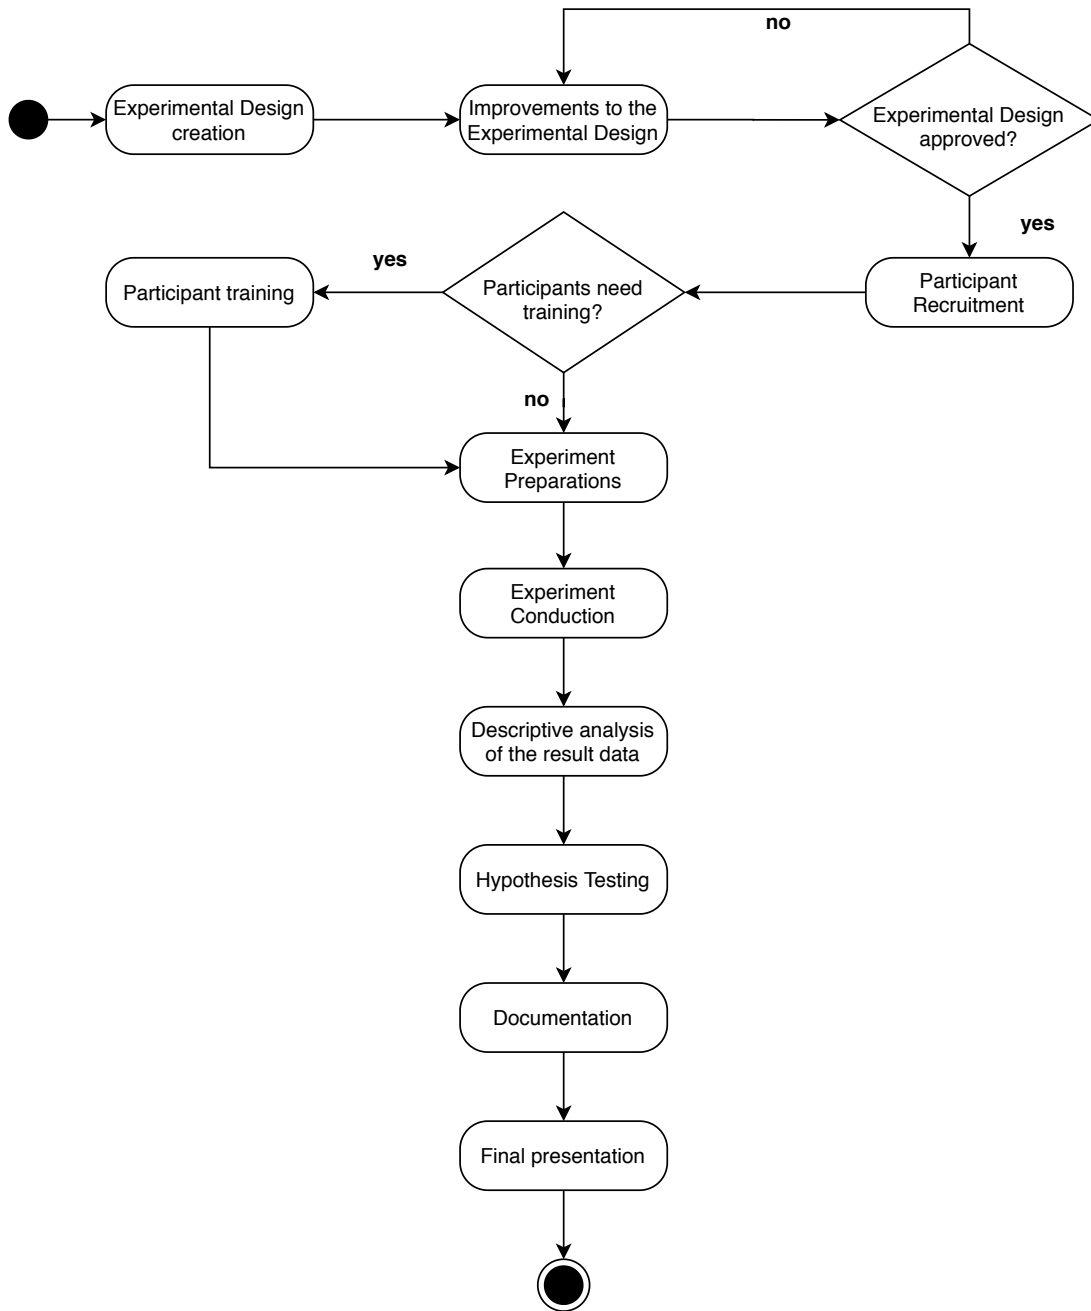 no
Experimental Design
creation
Improvements to the
Experimental Design
Experimental Design
approved?
yes
Participant
Recruitment
Participants need
training?
yes
Participant training
no
Experiment
Preparations
Experiment
Conduction
Descriptive analysis
of the result data
Hypothesis Testing
Documentation
Final presentation